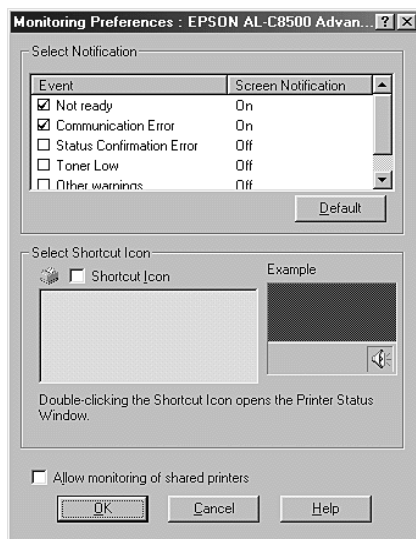 Monitoring Preferences : EPSON AL-C8500 Advan...
Select Notification
Event Screen Notification
Not ready On
Communication Error On
Status Confirmation Error Off
Toner Low Off
Other warnings Off
Default
Select Shortcut Icon
Shortcut Icon
Example
Double-clicking the Shortcut Icon opens the Printer Status
Window.
Allow monitoring of shared printers
OK Cancel Help